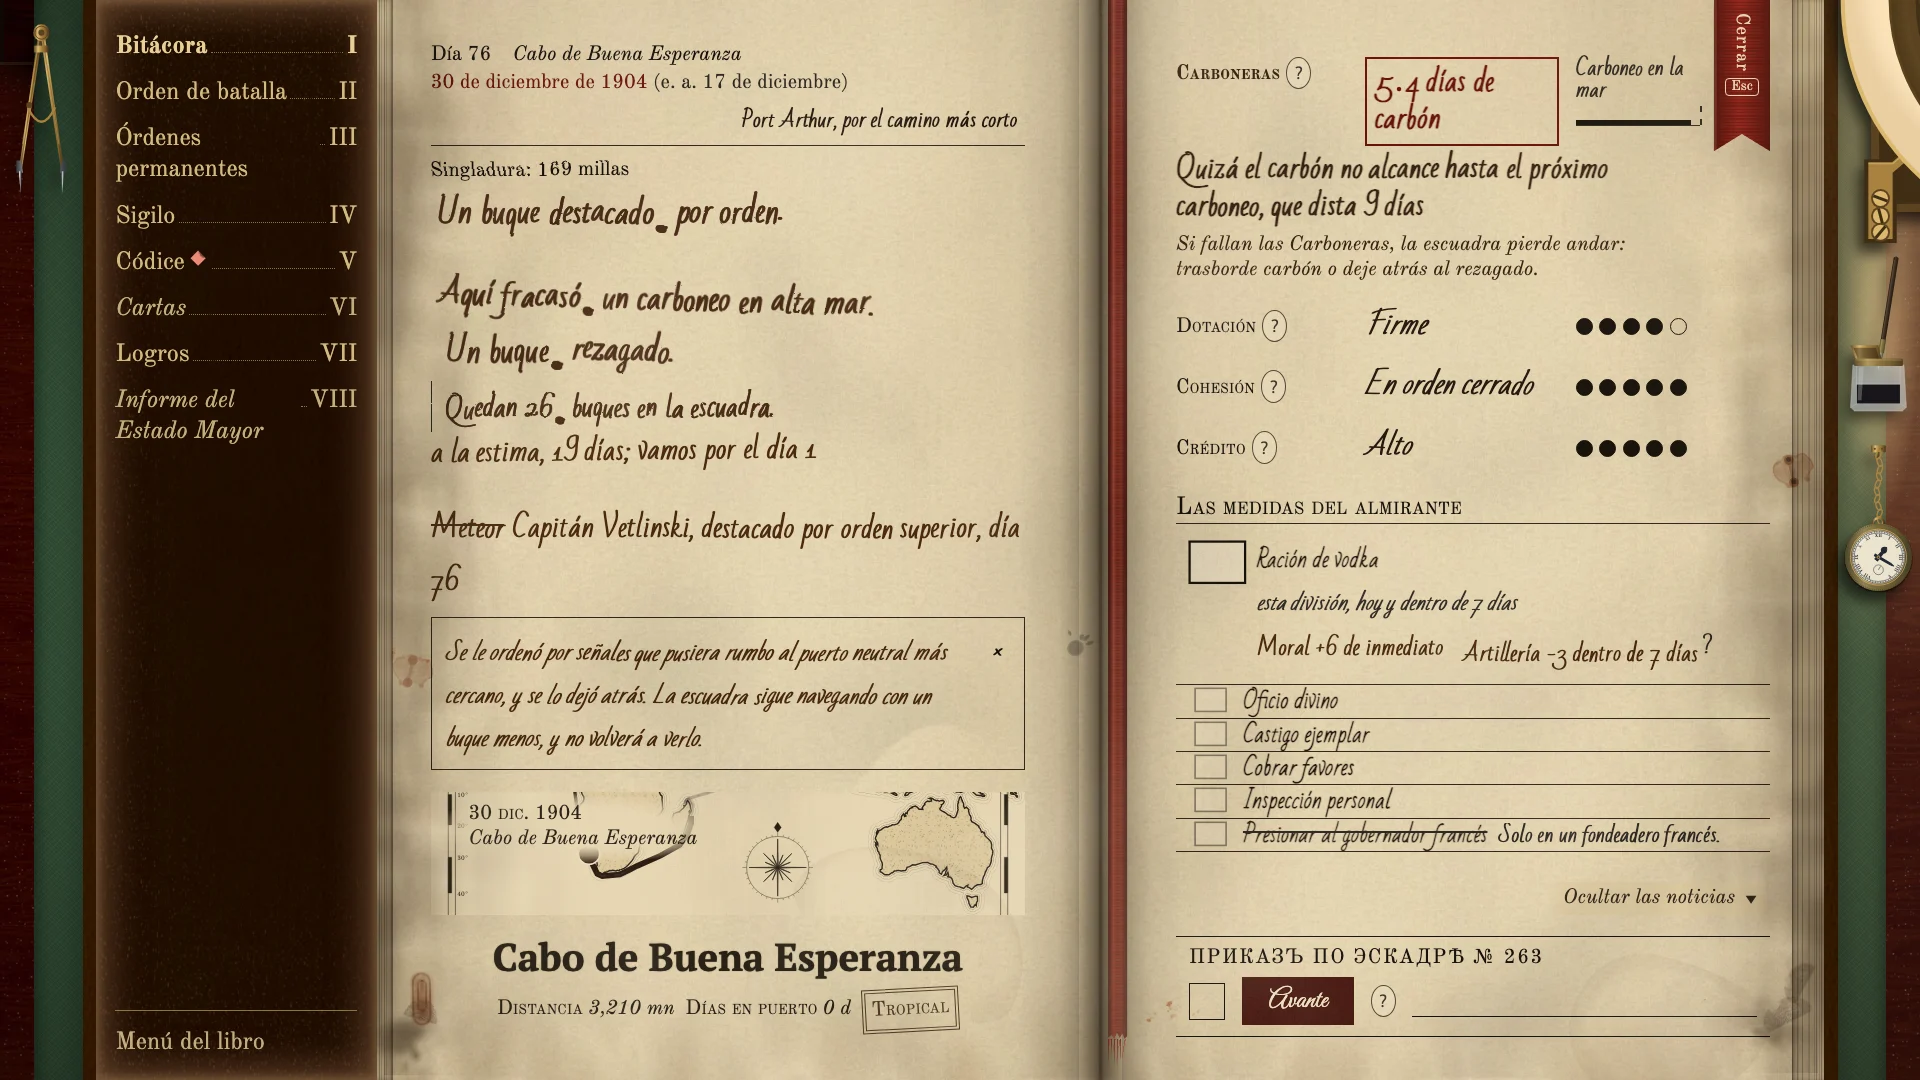 Bitácora I
Orden de batalla II
Órdenes permanentes III
Sigilo IV
Códice V
Cartas VI
Logros VII
Informe del Estado Mayor VIII
Menú del libro
Día 76 Cabo de Buena Esperanza
30 de diciembre de 1904 (e. a. 17 de diciembre)
Port Arthur, por el camino más corto
Singladura: 169 millas
Un buque destacado. por orden.
Aquí fracasó. un carboneo en alta mar.
Un buque. rezagado.
Quedan 26. buques en la escuadra.
a la estima, 19 días; vamos por el día 1
Meteor Capitán Vetlinski, destacado por orden superior, día
76
Se le ordenó por señales que pusiera rumbo al puerto neutral más
cercano, y se lo dejó atrás. La escuadra sigue navegando con un
buque menos, y no volverá a verlo.
×
30 DIC. 1904
Cabo de Buena Esperanza
10°
20°
30°
40°
Cabo de Buena Esperanza
Distancia 3,210 mn Días en puerto 0 d Tropical
Carboneras ?
5.4 días de
carbón
Carboneo en la
mar
Cerrar
Esc
Quizá el carbón no alcance hasta el próximo
carboneo, que dista 9 días
Si fallan las Carboneras, la escuadra pierde andar:
trasborde carbón o deje atrás al rezagado.
Dotación ? Firme
Cohesión ? En orden cerrado
Crédito ? Alto
Las medidas del almirante
Ración de vodka
esta división, hoy y dentro de 7 días
Moral +6 de inmediato Artillería -3 dentro de 7 días ?
Oficio divino
Castigo ejemplar
Cobrar favores
Inspección personal
Presionar al gobernador francés Solo en un fondeadero francés.
Ocultar las noticias ▼
ПРИКАЗЪ ПО ЭСКАДРѢ № 263
Avante ?